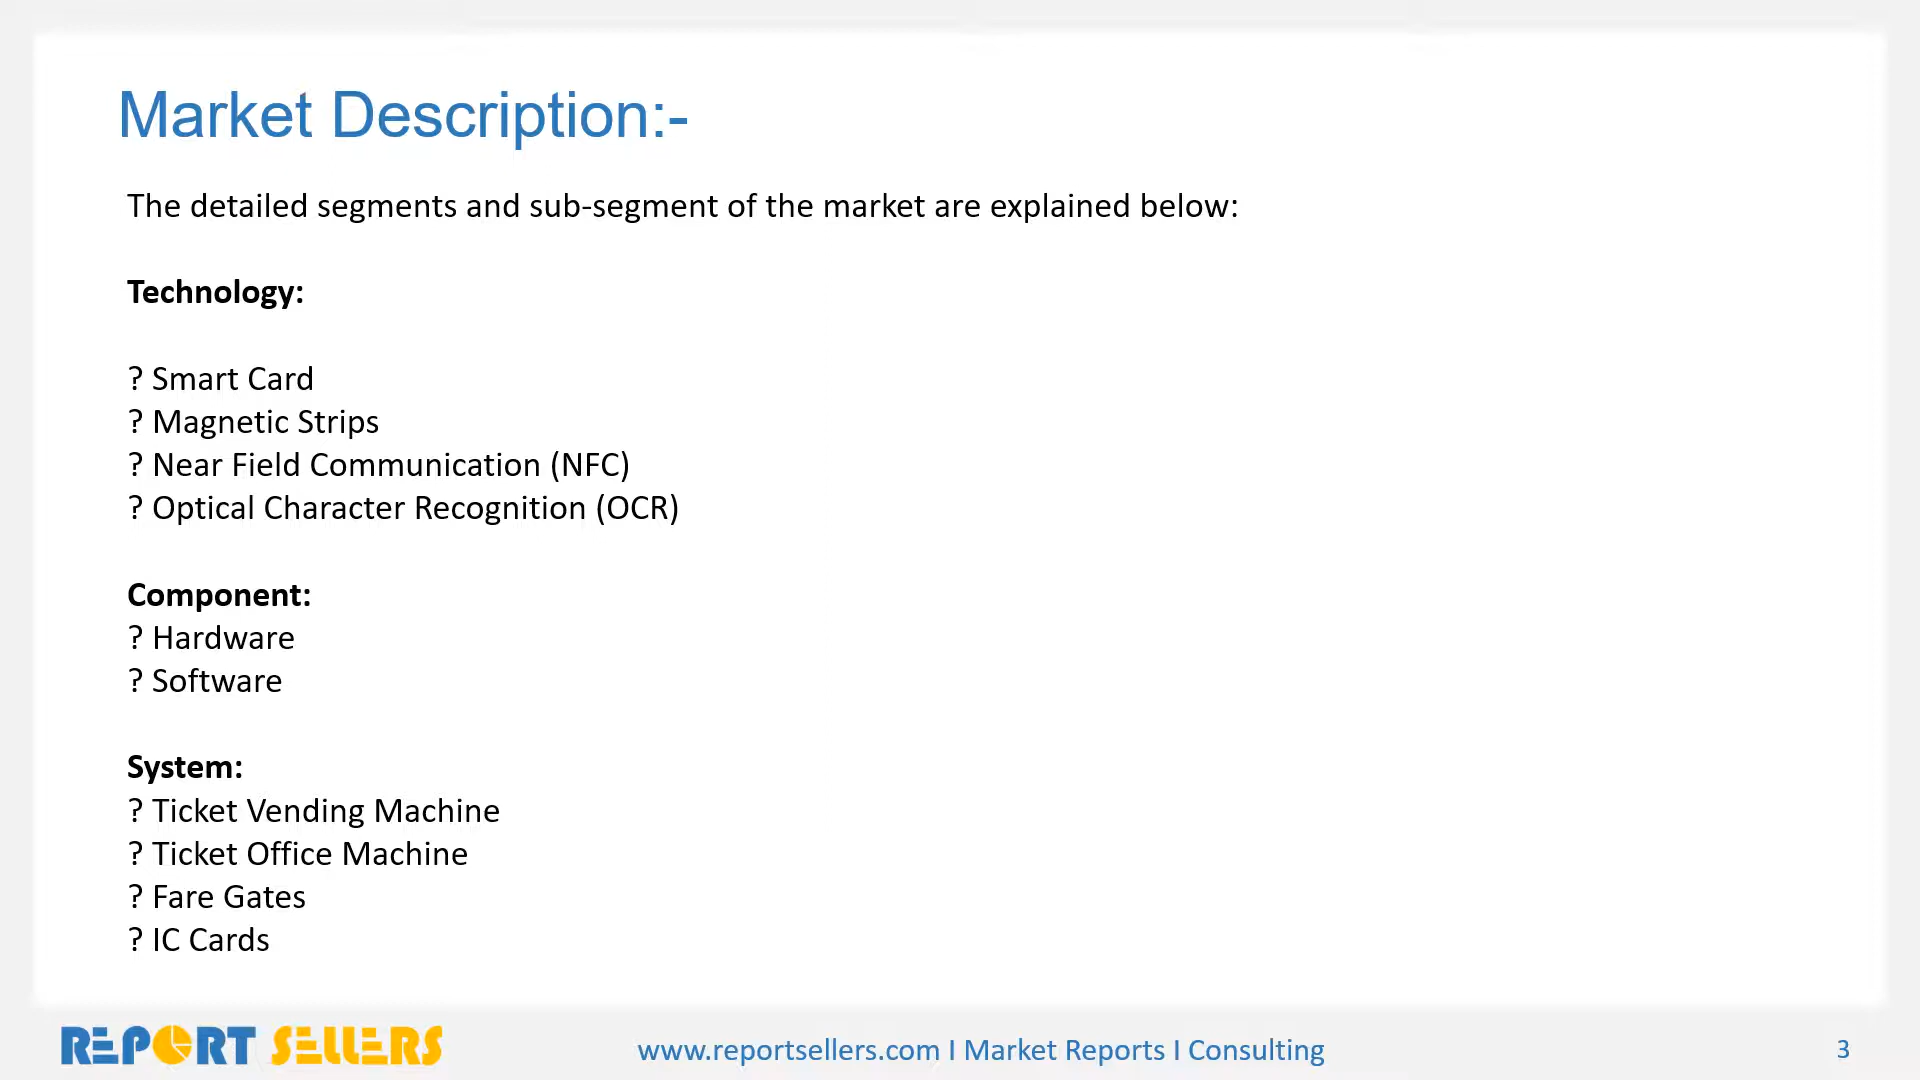 Market Description:-
The detailed segments and sub-segment of the market are explained below:
Technology:
? Smart Card
? Magnetic Strips
? Near Field Communication (NFC)
? Optical Character Recognition (OCR)
Component:
? Hardware
? Software
System:
? Ticket Vending Machine
? Ticket Office Machine
? Fare Gates
? IC Cards
REPORT SELLERS
www.reportsellers.com I Market Reports I Consulting
3